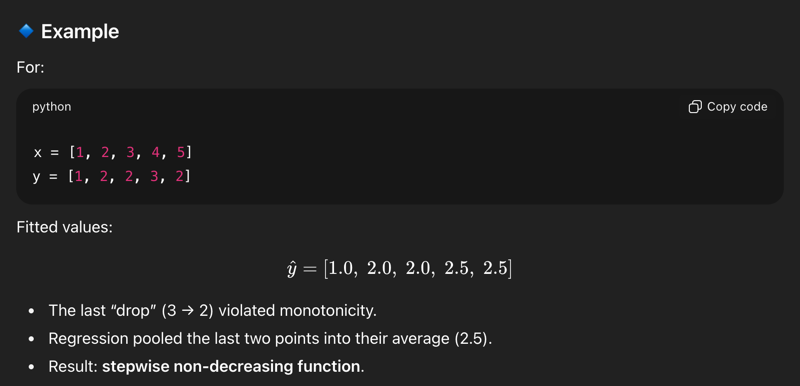 🔹 Example
For:
python
Copy code
x = [1, 2, 3, 4, 5]
y = [1, 2, 2, 3, 2]
Fitted values:
ŷ = [1.0, 2.0, 2.0, 2.5, 2.5]
• The last “drop” (3 → 2) violated monotonicity.
• Regression pooled the last two points into their average (2.5).
• Result: stepwise non-decreasing function.